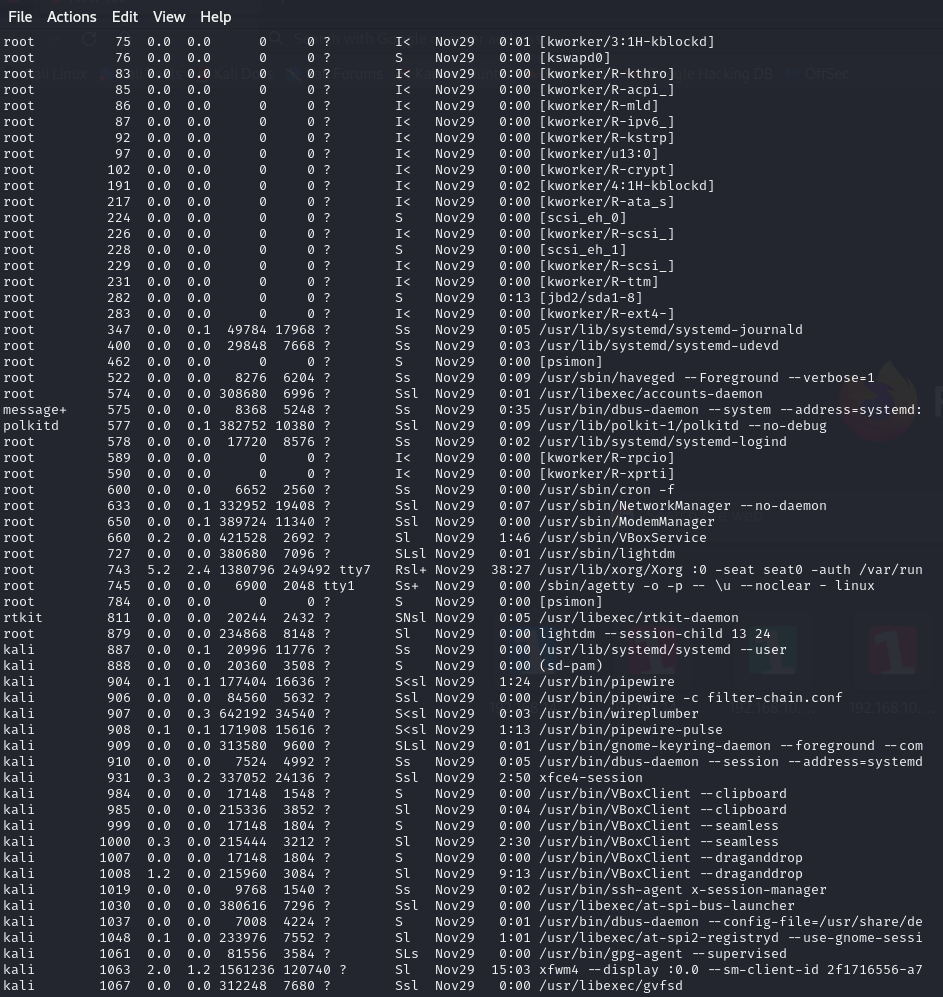 File Actions Edit View Help
root 75 0.0 0.0 0 0 ? I< Nov29 0:01 [kworker/3:1H-kblockd]
root 76 0.0 0.0 0 0 ? S Nov29 0:00 [kswapd0]
root 83 0.0 0.0 0 0 ? I< Nov29 0:00 [kworker/R-kthro]
root 85 0.0 0.0 0 0 ? I< Nov29 0:00 [kworker/R-acpi_]
root 86 0.0 0.0 0 0 ? I< Nov29 0:00 [kworker/R-mld]
root 87 0.0 0.0 0 0 ? I< Nov29 0:00 [kworker/R-ipv6_]
root 92 0.0 0.0 0 0 ? I< Nov29 0:00 [kworker/R-kstrp]
root 97 0.0 0.0 0 0 ? I< Nov29 0:00 [kworker/u13:0]
root 102 0.0 0.0 0 0 ? I< Nov29 0:00 [kworker/R-crypt]
root 191 0.0 0.0 0 0 ? I< Nov29 0:02 [kworker/4:1H-kblockd]
root 217 0.0 0.0 0 0 ? I< Nov29 0:00 [kworker/R-ata_s]
root 224 0.0 0.0 0 0 ? S Nov29 0:00 [scsi_eh_0]
root 226 0.0 0.0 0 0 ? I< Nov29 0:00 [kworker/R-scsi_]
root 228 0.0 0.0 0 0 ? S Nov29 0:00 [scsi_eh_1]
root 229 0.0 0.0 0 0 ? I< Nov29 0:00 [kworker/R-scsi_]
root 231 0.0 0.0 0 0 ? I< Nov29 0:00 [kworker/R-ttm]
root 282 0.0 0.0 0 0 ? S Nov29 0:13 [jbd2/sda1-8]
root 283 0.0 0.0 0 0 ? I< Nov29 0:00 [kworker/R-ext4-]
root 347 0.0 0.1 49784 17968 ? Ss Nov29 0:05 /usr/lib/systemd/systemd-journald
root 400 0.0 0.0 29848 7668 ? Ss Nov29 0:03 /usr/lib/systemd/systemd-udevd
root 462 0.0 0.0 0 0 ? S Nov29 0:00 [psimon]
root 522 0.0 0.0 8276 6204 ? Ss Nov29 0:09 /usr/sbin/haveged --Foreground --verbose=1
root 574 0.0 0.0 308680 6996 ? Ssl Nov29 0:01 /usr/libexec/accounts-daemon
message+ 575 0.0 0.0 8368 5248 ? Ss Nov29 0:35 /usr/bin/dbus-daemon --system --address=systemd:
polkitd 577 0.0 0.1 382752 10380 ? Ssl Nov29 0:09 /usr/lib/polkit-1/polkitd --no-debug
root 578 0.0 0.0 17720 8576 ? Ss Nov29 0:02 /usr/lib/systemd/systemd-logind
root 589 0.0 0.0 0 0 ? I< Nov29 0:00 [kworker/R-rpcio]
root 590 0.0 0.0 0 0 ? I< Nov29 0:00 [kworker/R-xprti]
root 600 0.0 0.0 6652 2560 ? Ss Nov29 0:00 /usr/sbin/cron -f
root 633 0.0 0.1 332952 19408 ? Ssl Nov29 0:07 /usr/sbin/NetworkManager --no-daemon
root 650 0.0 0.1 389724 11340 ? Ssl Nov29 0:00 /usr/sbin/ModemManager
root 660 0.2 0.0 421528 2692 ? Sl Nov29 1:46 /usr/sbin/VBoxService
root 727 0.0 0.0 380680 7096 ? SLsl Nov29 0:01 /usr/sbin/lightdm
root 743 5.2 2.4 1380796 249492 tty7 Rsl+ Nov29 38:27 /usr/lib/xorg/Xorg :0 -seat seat0 -auth /var/run
root 745 0.0 0.0 6900 2048 tty1 Ss+ Nov29 0:00 /sbin/agetty -o -p -- \u --noclear - linux
root 784 0.0 0.0 0 0 ? S Nov29 0:00 [psimon]
rtkit 811 0.0 0.0 20244 2432 ? SNsl Nov29 0:05 /usr/libexec/rtkit-daemon
root 879 0.0 0.0 234868 8148 ? Sl Nov29 0:00 lightdm --session-child 13 24
kali 887 0.0 0.1 20996 11776 ? Ss Nov29 0:00 /usr/lib/systemd/systemd --user
kali 888 0.0 0.0 20360 3508 ? S Nov29 0:00 (sd-pam)
kali 904 0.1 0.1 177404 16636 ? S<sl Nov29 1:24 /usr/bin/pipewire
kali 906 0.0 0.0 84560 5632 ? Ssl Nov29 0:00 /usr/bin/pipewire -c filter-chain.conf
kali 907 0.0 0.3 642192 34540 ? S<sl Nov29 0:03 /usr/bin/wireplumber
kali 908 0.1 0.1 171908 15616 ? S<sl Nov29 1:13 /usr/bin/pipewire-pulse
kali 909 0.0 0.0 313580 9600 ? SLsl Nov29 0:01 /usr/bin/gnome-keyring-daemon --foreground --com
kali 910 0.0 0.0 7524 4992 ? Ss Nov29 0:05 /usr/bin/dbus-daemon --session --address=systemd
kali 931 0.3 0.2 337052 24136 ? Ssl Nov29 2:50 xfce4-session
kali 984 0.0 0.0 17148 1548 ? S Nov29 0:00 /usr/bin/VBoxClient --clipboard
kali 985 0.0 0.0 215336 3852 ? Sl Nov29 0:04 /usr/bin/VBoxClient --clipboard
kali 999 0.0 0.0 17148 1804 ? S Nov29 0:00 /usr/bin/VBoxClient --seamless
kali 1000 0.3 0.0 215444 3212 ? Sl Nov29 2:30 /usr/bin/VBoxClient --seamless
kali 1007 0.0 0.0 17148 1804 ? S Nov29 0:00 /usr/bin/VBoxClient --draganddrop
kali 1008 1.2 0.0 215960 3084 ? Sl Nov29 9:13 /usr/bin/VBoxClient --draganddrop
kali 1019 0.0 0.0 9768 1540 ? Ss Nov29 0:02 /usr/bin/ssh-agent x-session-manager
kali 1030 0.0 0.0 380616 7296 ? Ssl Nov29 0:00 /usr/libexec/at-spi-bus-launcher
kali 1037 0.0 0.0 7008 4224 ? S Nov29 0:01 /usr/bin/dbus-daemon --config-file=/usr/share/de
kali 1048 0.1 0.0 233976 7552 ? Sl Nov29 1:01 /usr/libexec/at-spi2-registryd --use-gnome-sessi
kali 1061 0.0 0.0 81556 3584 ? SLs Nov29 0:00 /usr/bin/gpg-agent --supervised
kali 1063 2.0 1.2 1561236 120740 ? Sl Nov29 15:03 xfwm4 --display :0.0 --sm-client-id 2f1716556-a7
kali 1067 0.0 0.0 312248 7680 ? Ssl Nov29 0:00 /usr/libexec/gvfsd